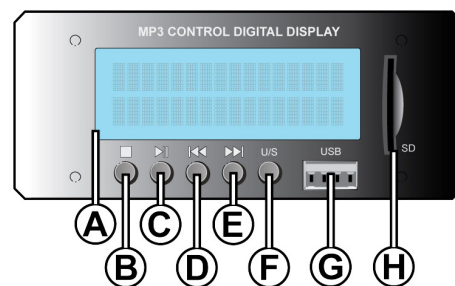 MP3 CONTROL DIGITAL DISPLAY
U/S USB SD
A B C D E F G H